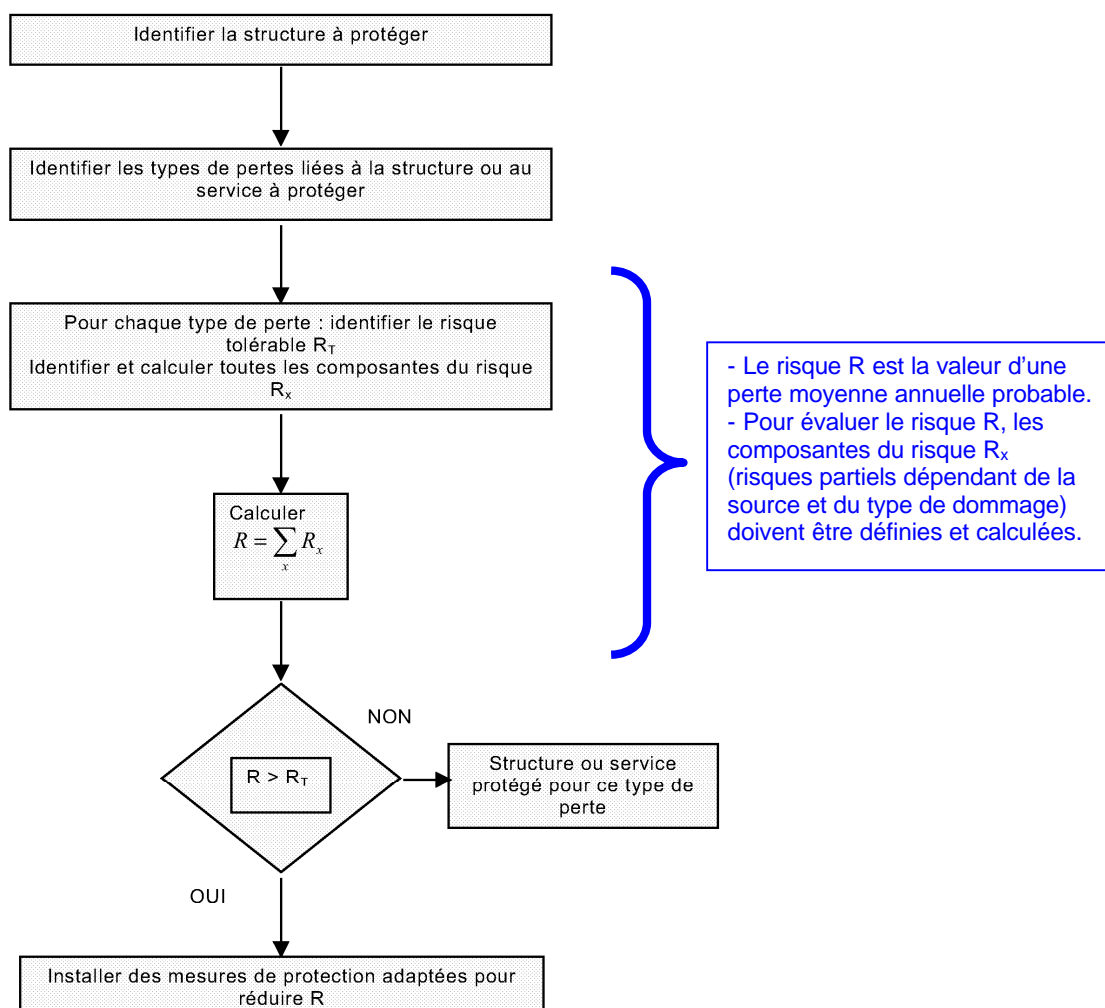 Identifier la structure à protéger
Identifier les types de pertes liées à la structure ou au
service à protéger
Pour chaque type de perte : identifier le risque
tolérable R_T
Identifier et calculer toutes les composantes du risque
R_x
- Le risque R est la valeur d’une
perte moyenne annuelle probable.
- Pour évaluer le risque R, les
composantes du risque R_x
(risques partiels dépendant de la
source et du type de dommage)
doivent être définies et calculées.
Calculer
R = ∑_x R_x
R > R_T
NON
Structure ou service
protégé pour ce type de
perte
OUI
Installer des mesures de protection adaptées pour
réduire R